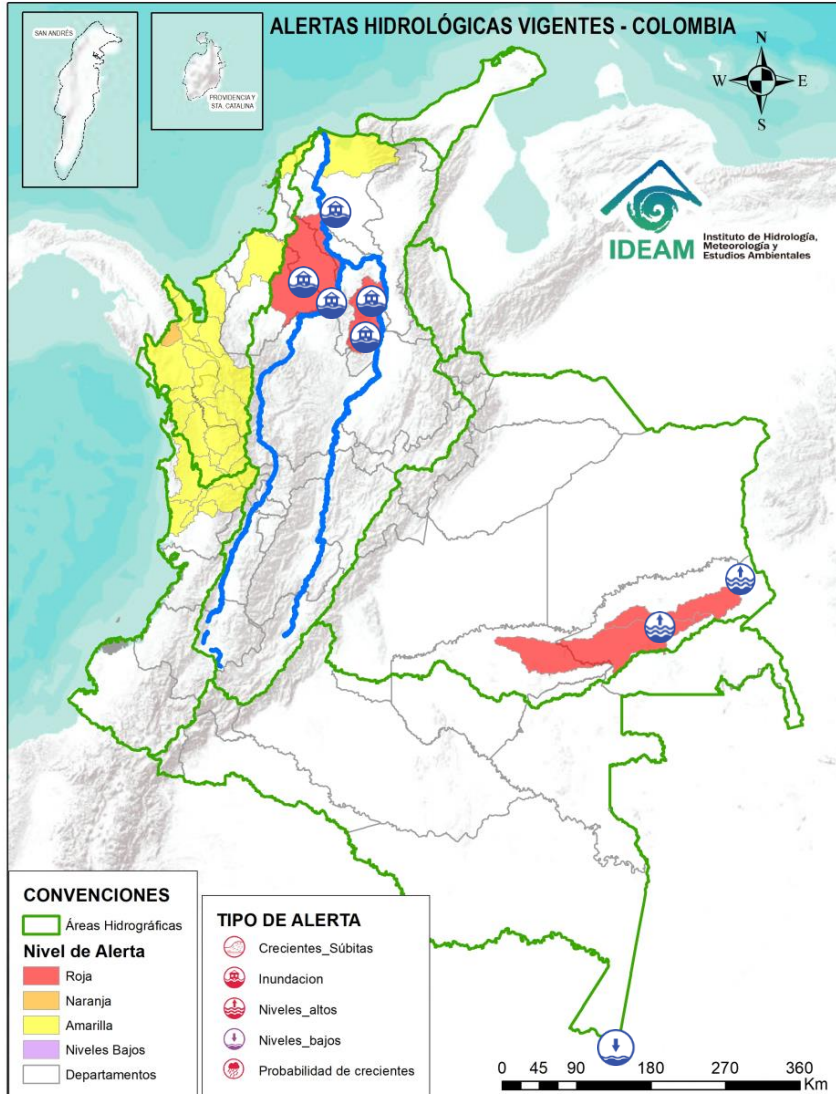 ALERTAS HIDROLÓGICAS VIGENTES - COLOMBIA
SAN ANDRÉS
PROVIDENCIA Y
STA. CATALINA
N
W
E
S
IDEAM
Instituto de Hidrología,
Meteorología y
Estudios Ambientales
CONVENCIONES
Áreas Hidrográficas
Nivel de Alerta
Roja
Naranja
Amarilla
Niveles Bajos
Departamentos
TIPO DE ALERTA
Crecientes_Súbitas
Inundacion
Niveles_altos
Niveles_bajos
Probabilidad de crecientes
0 45 90 180 270 360
Km